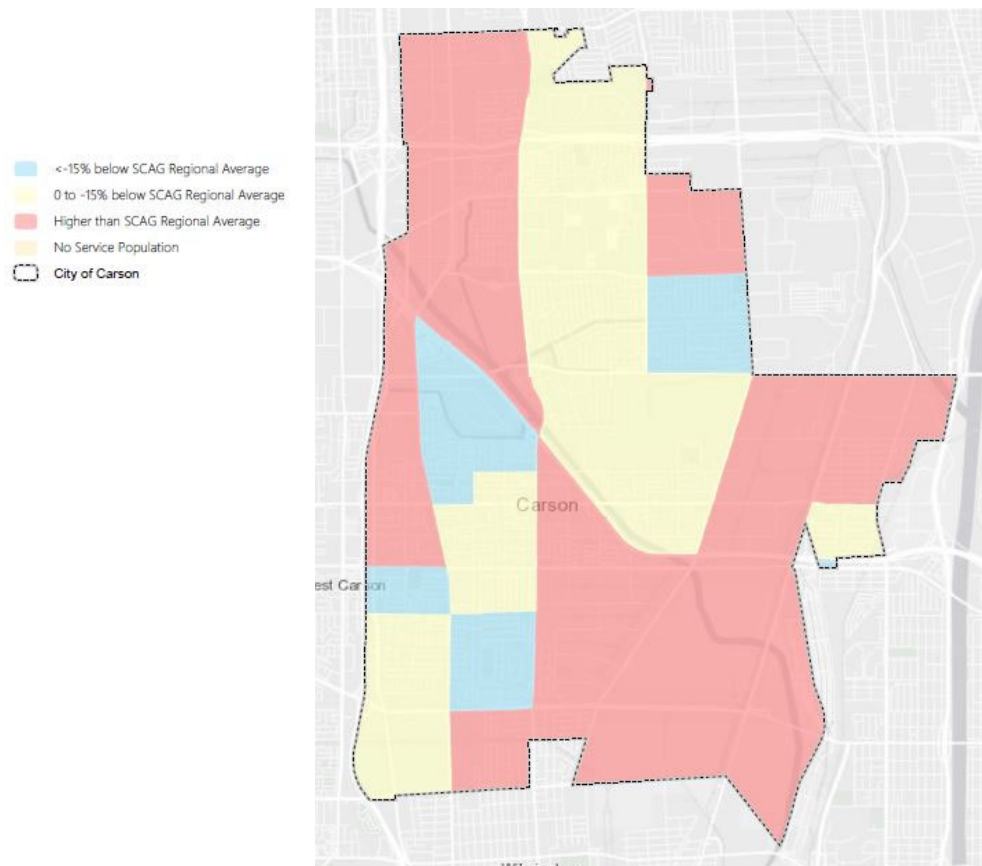 <-15% below SCAG Regional Average
0 to -15% below SCAG Regional Average
Higher than SCAG Regional Average
No Service Population
City of Carson
Carson
est Carson